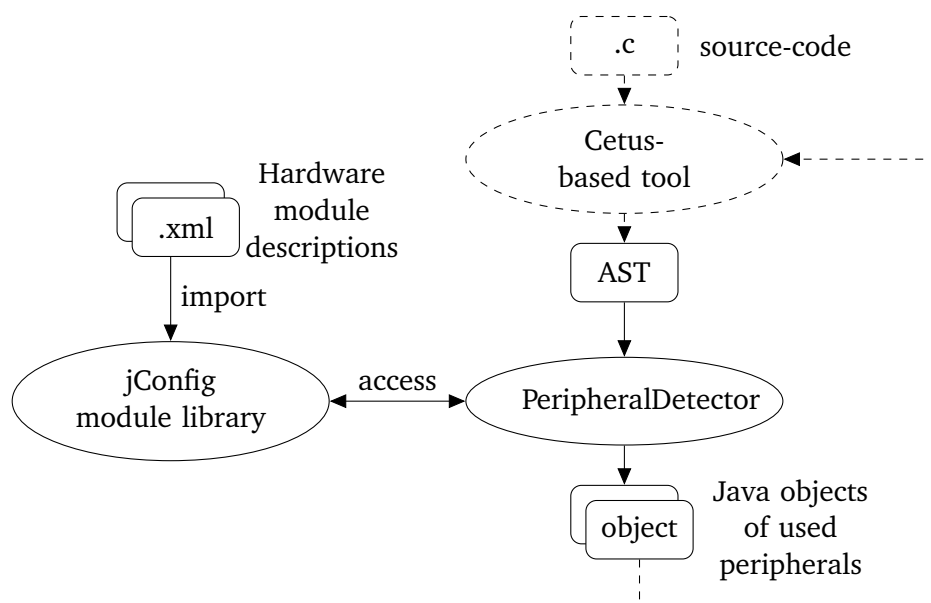 .c
source-code
Cetus-
based tool
Hardware
module
descriptions
.xml
AST
import
jConfig
module library
access
PeripheralDetector
Java objects
of used
peripherals
object